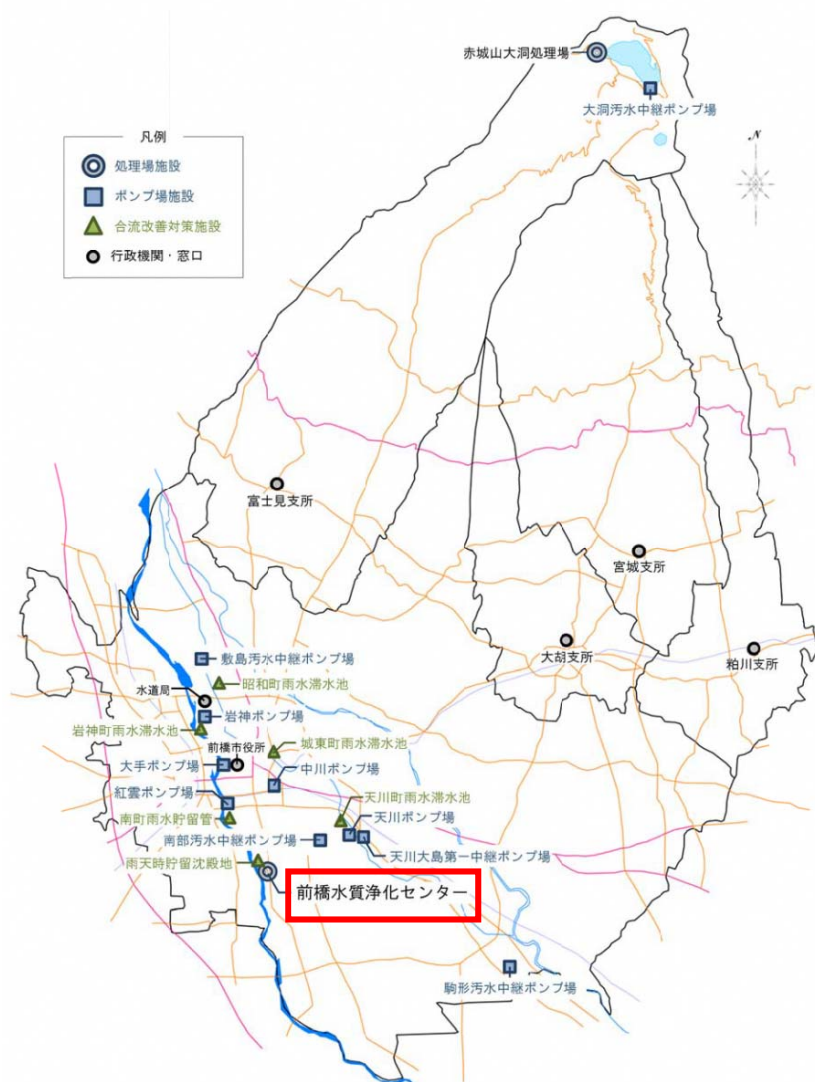 赤城山大洞処理場
大洞汚水中継ポンプ場
N
凡例
処理場施設
ポンプ場施設
合流改善対策施設
行政機関・窓口
富士見支所
宮城支所
大胡支所
粕川支所
敷島汚水中継ポンプ場
昭和町雨水滞水池
水道局
岩神ポンプ場
岩神町雨水滞水池
城東町雨水滞水池
前橋市役所
大手ポンプ場
中川ポンプ場
紅雲ポンプ場
天川町雨水滞水池
南町雨水貯留管
天川ポンプ場
南部汚水中継ポンプ場
天川大島第一中継ポンプ場
雨天時貯留沈殿地
前橋水質浄化センター
駒形汚水中継ポンプ場